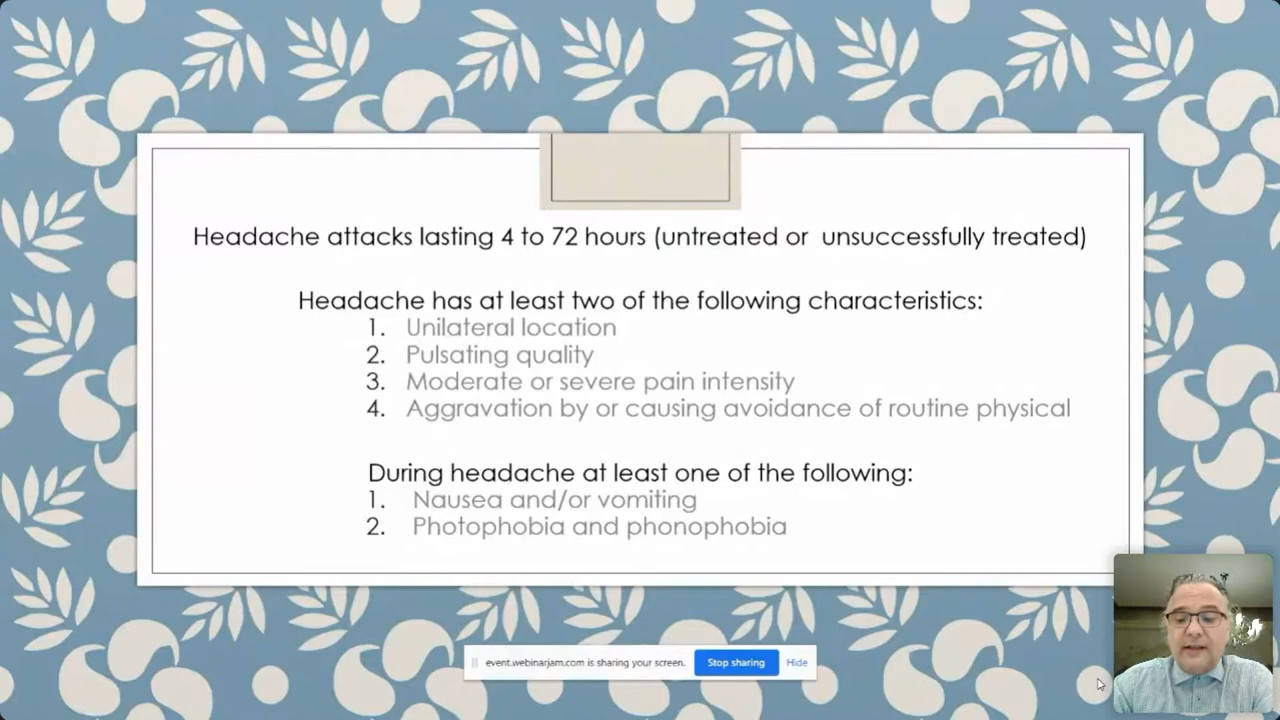 Headache attacks lasting 4 to 72 hours (untreated or  unsuccessfully treated)
Headache has at least two of the following characteristics:
1. Unilateral location
2. Pulsating quality
3. Moderate or severe pain intensity
4. Aggravation by or causing avoidance of routine physical
During headache at least one of the following:
1. Nausea and/or vomiting
2. Photophobia and phonophobia
event.webinarjam.com is sharing your screen. Stop sharing Hide